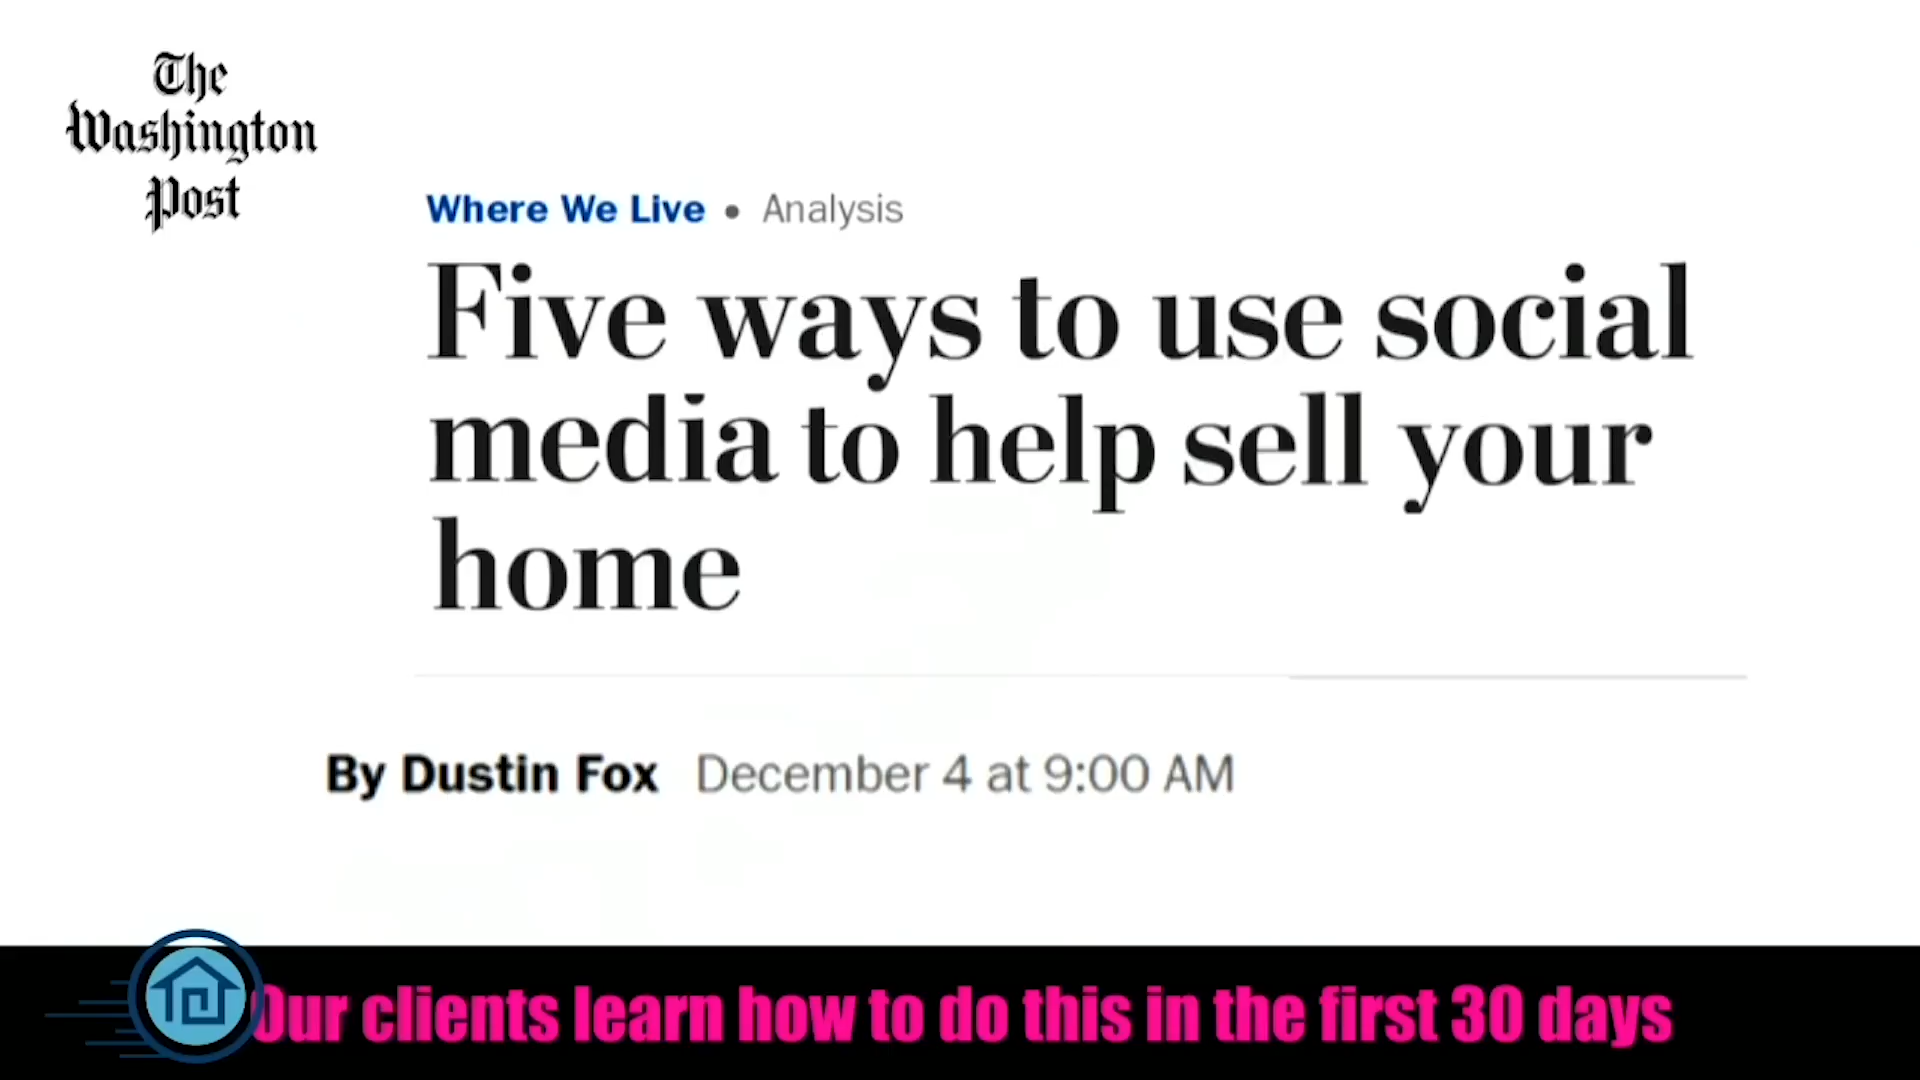 The
Washington
Post
Where We Live • Analysis
Five ways to use social
media to help sell your
home
By Dustin Fox December 4 at 9:00 AM
Our clients learn how to do this in the first 30 days